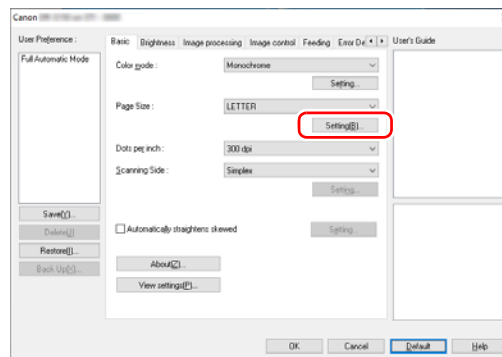 Canon
User Preference :
Full Automatic Mode
Save(Y)...
Delete(J)
Restore(I)...
Back Up(X)...
Basic Brightness Image processing Image control Feeding Error De
Color mode : Monochrome
Setting...
Page Size : LETTER
Setting(B)...
Dots per inch : 300 dpi
Scanning Side : Simplex
Setting...
Automatically straightens skewed Setting...
About(Z)...
View settings(P)...
User's Guide
OK Cancel Default Help